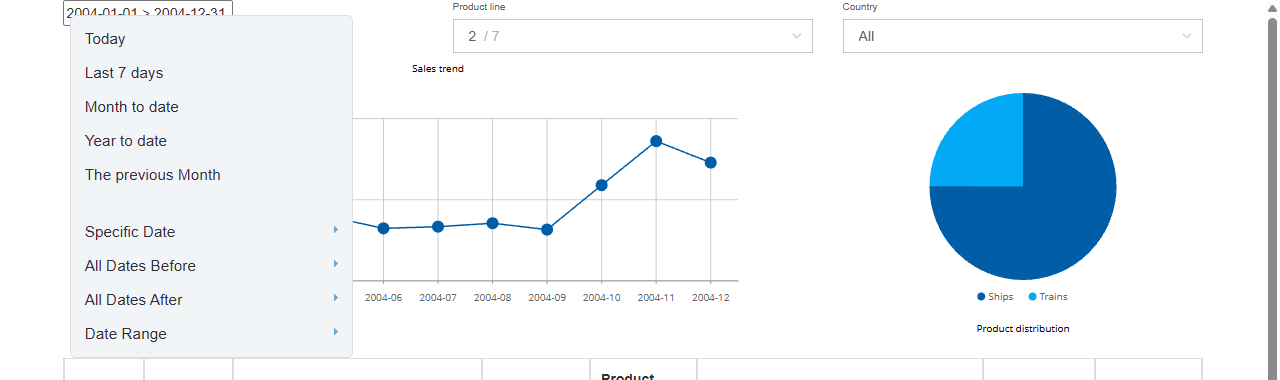 2004-01-01 > 2004-12-31
Product line
Country
2 / 7
All
Today
Last 7 days
Month to date
Year to date
The previous Month
Specific Date
All Dates Before
All Dates After
Date Range
Sales trend
2004-06 2004-07 2004-08 2004-09 2004-10 2004-11 2004-12
Ships Trains
Product distribution
Product